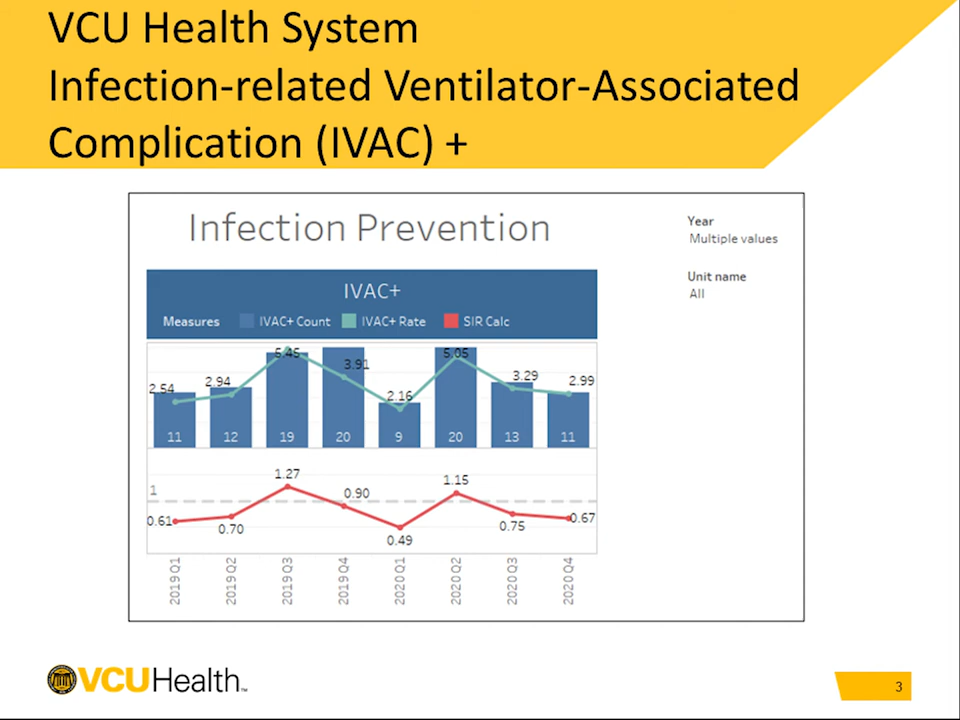 VCU Health System
Infection-related Ventilator-Associated
Complication (IVAC) +
Infection Prevention
Year
Multiple values
Unit name
All
IVAC+
Measures IVAC+ Count IVAC+ Rate SIR Calc
2.54 2.94 6.45 3.91 2.16 5.05 3.29 2.99
11 12 19 20 9 20 13 11
1
0.61 0.70 1.27 0.90 0.49 1.15 0.75 0.67
2019 Q1 2019 Q2 2019 Q3 2019 Q4 2020 Q1 2020 Q2 2020 Q3 2020 Q4
VCUHealth™
3